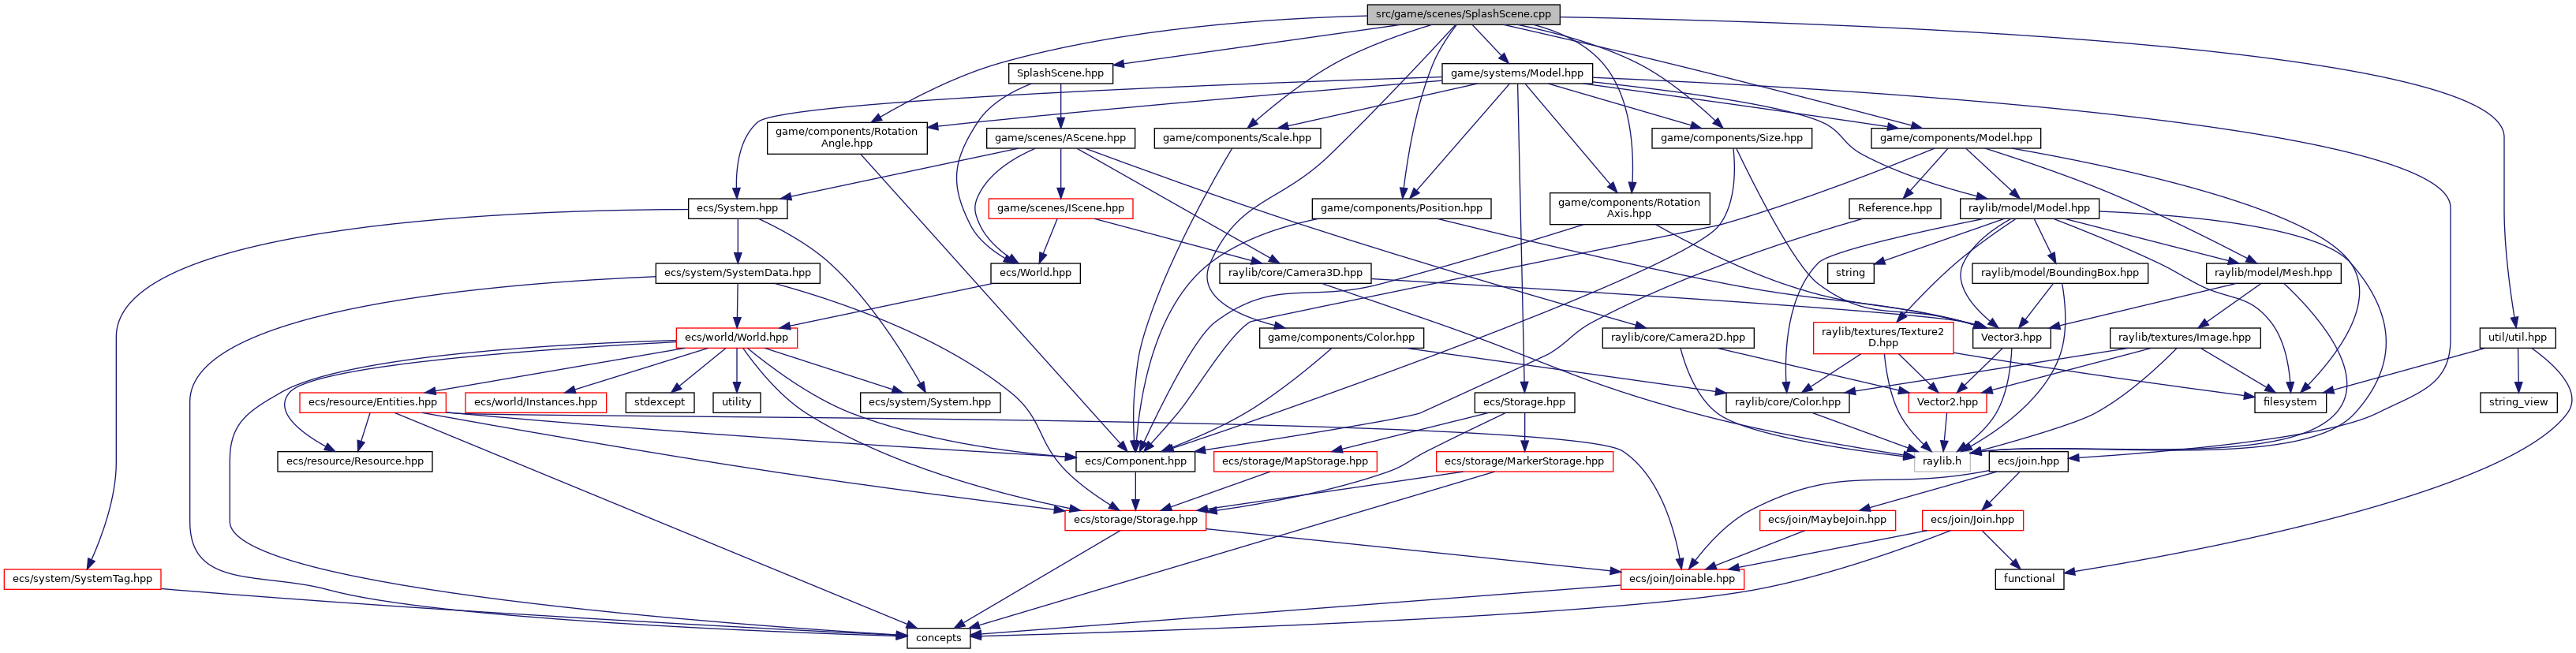 src/game/scenes/SplashScene.cpp
SplashScene.hpp
game/systems/Model.hpp
game/components/Rotation
Angle.hpp
game/scenes/AScene.hpp
game/components/Scale.hpp
game/components/Size.hpp
game/components/Model.hpp
ecs/System.hpp
game/scenes/IScene.hpp
game/components/Position.hpp
game/components/Rotation
Axis.hpp
Reference.hpp
raylib/model/Model.hpp
ecs/system/SystemData.hpp
ecs/World.hpp
raylib/core/Camera3D.hpp
string
raylib/model/BoundingBox.hpp
raylib/model/Mesh.hpp
ecs/world/World.hpp
game/components/Color.hpp
raylib/core/Camera2D.hpp
raylib/textures/Texture2
D.hpp
Vector3.hpp
raylib/textures/Image.hpp
util/util.hpp
ecs/resource/Entities.hpp
ecs/world/Instances.hpp
stdexcept
utility
ecs/system/System.hpp
ecs/Storage.hpp
raylib/core/Color.hpp
Vector2.hpp
filesystem
string_view
ecs/resource/Resource.hpp
ecs/Component.hpp
ecs/storage/MapStorage.hpp
ecs/storage/MarkerStorage.hpp
raylib.h
ecs/join.hpp
ecs/storage/Storage.hpp
ecs/join/MaybeJoin.hpp
ecs/join/Join.hpp
ecs/system/SystemTag.hpp
ecs/join/Joinable.hpp
functional
concepts